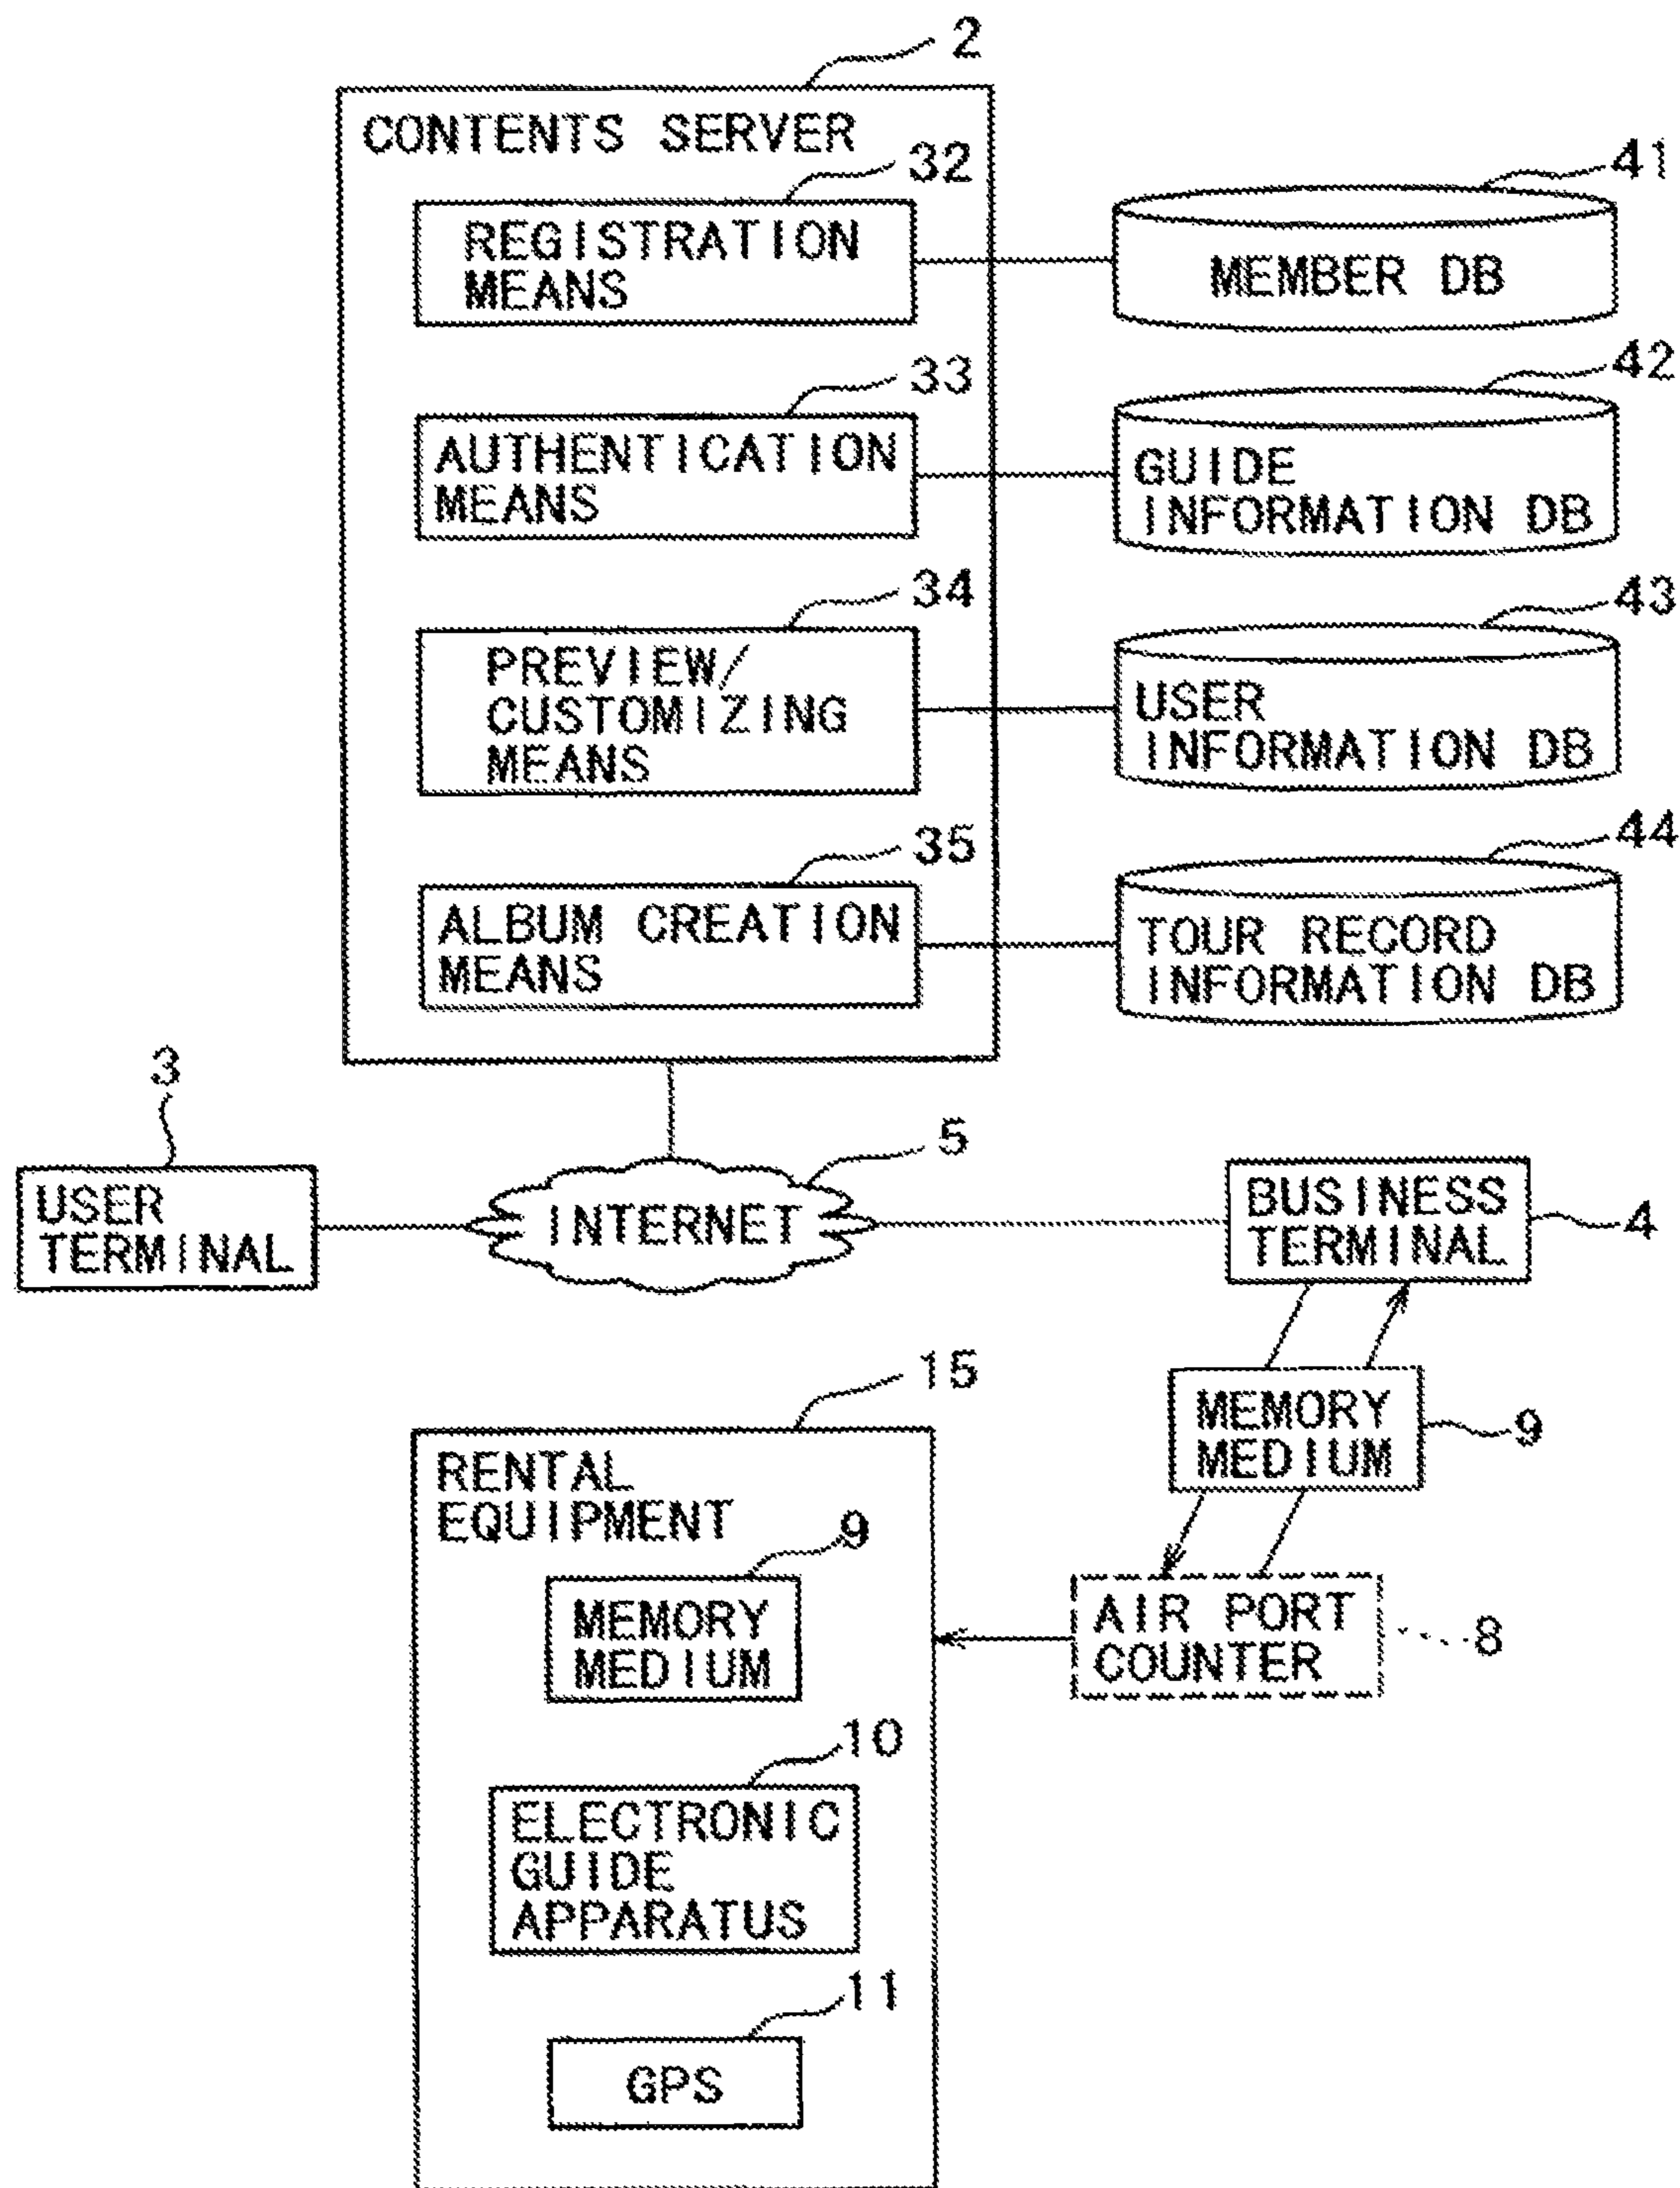 2
CONTENTS SERVER
32
REGISTRATION
MEANS
41
MEMBER DB
33
AUTHENTICATION
MEANS
42
GUIDE
INFORMATION DB
34
PREVIEW/
CUSTOMIZING
MEANS
43
USER
INFORMATION DB
35
ALBUM CREATION
MEANS
44
TOUR RECORD
INFORMATION DB
3
USER
TERMINAL
5
INTERNET
BUSINESS
TERMINAL
4
MEMORY
MEDIUM
9
15
RENTAL
EQUIPMENT
9
MEMORY
MEDIUM
AIR PORT
COUNTER
8
10
ELECTRONIC
GUIDE
APPARATUS
11
GPS